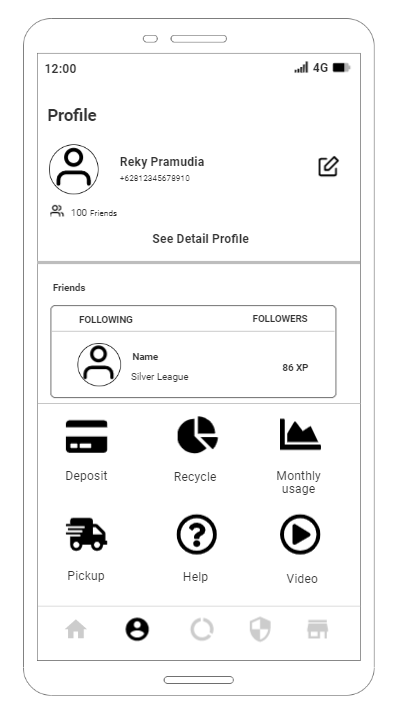 12:00 4G
Profile
Reky Pramudia
+62812345678910
100 Friends
See Detail Profile
Friends
FOLLOWING FOLLOWERS
Name
Silver League
86 XP
Deposit Recycle Monthly
usage
Pickup Help Video